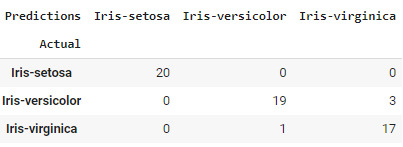 Predictions Iris-setosa Iris-versicolor Iris-virginica
Actual
Iris-setosa 20 0 0
Iris-versicolor 0 19 3
Iris-virginica 0 1 17